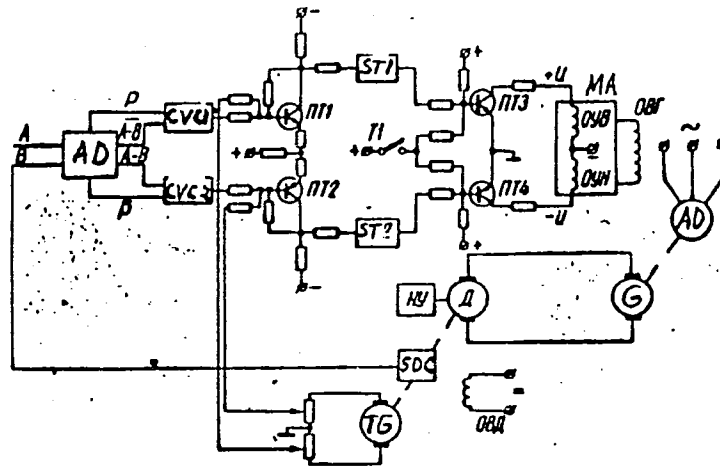 P
A
B
AD
A-B
A-B
CVC1
CVC2
P
ПТ1
ПТ2
ST1
ST2
T1
ПТ3
ПТ4
+U
-U
MA
ОУВ
ОУН
ОВГ
~
AD
НУ
Д
G
SDC
TG
ОВД